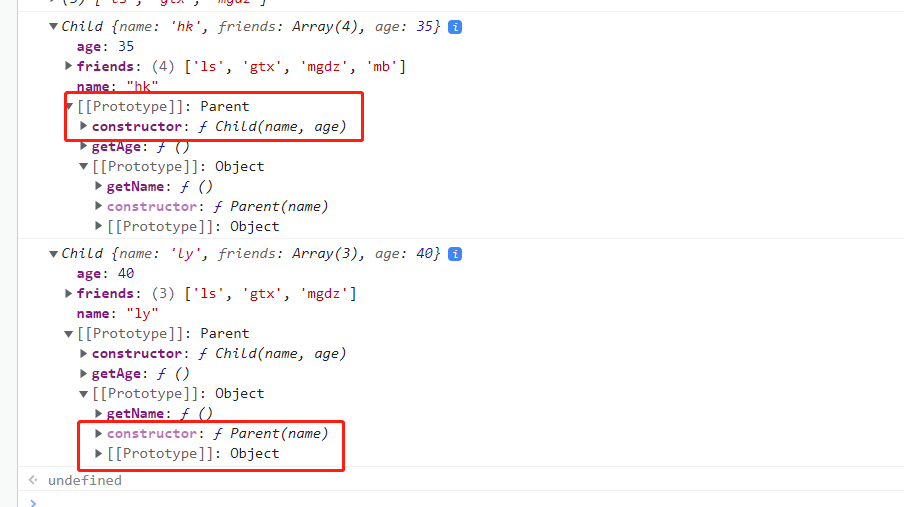 Child {name: 'hk', friends: Array(4), age: 35} i
age: 35
friends: (4) ['ls', 'gtx', 'mgdz', 'mb']
name: "hk"
[[Prototype]]: Parent
constructor: ƒ Child(name, age)
getAge: ƒ ()
[[Prototype]]: Object
getName: ƒ ()
constructor: ƒ Parent(name)
[[Prototype]]: Object
Child {name: 'ly', friends: Array(3), age: 40} i
age: 40
friends: (3) ['ls', 'gtx', 'mgdz']
name: "ly"
[[Prototype]]: Parent
constructor: ƒ Child(name, age)
getAge: ƒ ()
[[Prototype]]: Object
getName: ƒ ()
constructor: ƒ Parent(name)
[[Prototype]]: Object
undefined